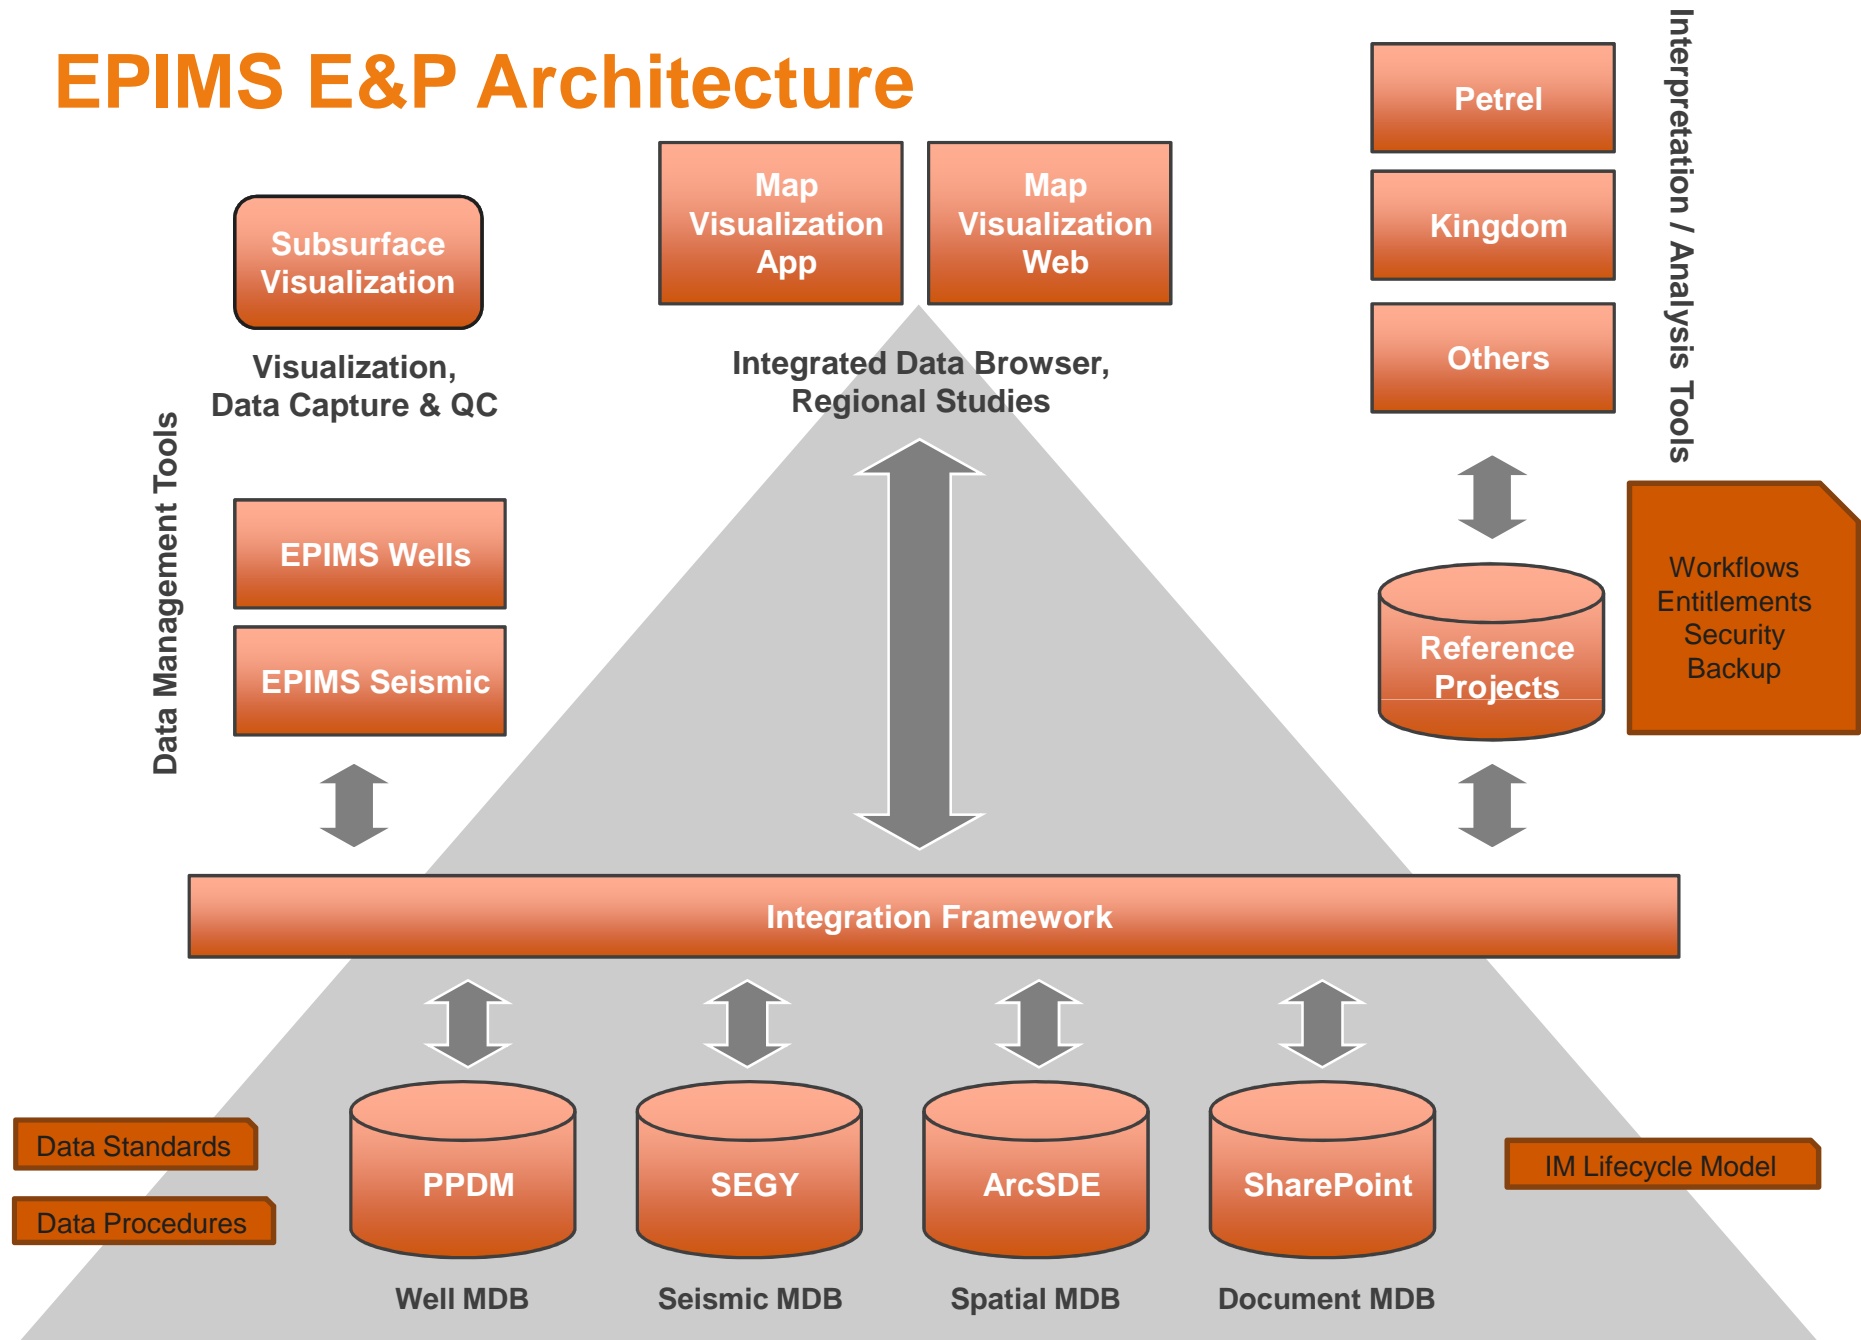 EPIMS E&P Architecture
Subsurface
Visualization
Visualization,
Data Capture & QC
Data Management Tools
EPIMS Wells
EPIMS Seismic
Map
Visualization
App
Map
Visualization
Web
Integrated Data Browser,
Regional Studies
Petrel
Kingdom
Others
Interpretation / Analysis Tools
Reference
Projects
Workflows
Entitlements
Security
Backup
Integration Framework
Data Standards
Data Procedures
PPDM
SEGY
ArcSDE
SharePoint
IM Lifecycle Model
Well MDB
Seismic MDB
Spatial MDB
Document MDB